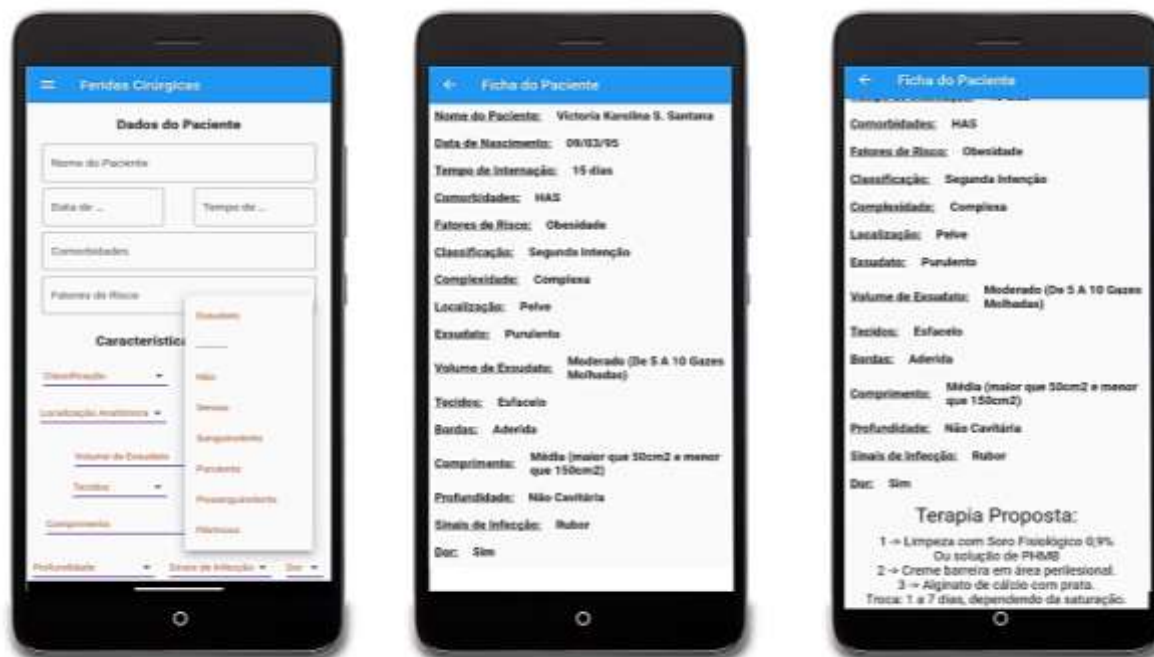 Feridas Cirúrgicas
Dados do Paciente
Nome do Paciente
Data de ...
Tempo de ...
Comorbidades
Fatores de Risco
Exsudato
Característica
Não
Classificação
Seroso
Localização Anatômica
Sanguinolento
Volume de Exsudato
Purulento
Tecidos
Piosanguinolento
Comprimento
Fibrinoso
Profundidade
Sinais de Infecção
Dor
Ficha do Paciente
Nome do Paciente: Victoria Karolina S. Santana
Data de Nascimento: 09/03/95
Tempo de Internação: 15 dias
Comorbidades: HAS
Fatores de Risco: Obesidade
Classificação: Segunda Intenção
Complexidade: Complexa
Localização: Pelve
Exsudato: Purulento
Volume de Exsudato: Moderado (De 5 A 10 Gazes
Molhadas)
Tecidos: Esfacelo
Bordas: Aderida
Comprimento: Média (maior que 50cm2 e menor
que 150cm2)
Profundidade: Não Cavitária
Sinais de Infecção: Rubor
Dor: Sim
Ficha do Paciente
Comorbidades: HAS
Fatores de Risco: Obesidade
Classificação: Segunda Intenção
Complexidade: Complexa
Localização: Pelve
Exsudato: Purulento
Volume de Exsudato: Moderado (De 5 A 10 Gazes
Molhadas)
Tecidos: Esfacelo
Bordas: Aderida
Comprimento: Média (maior que 50cm2 e menor
que 150cm2)
Profundidade: Não Cavitária
Sinais de Infecção: Rubor
Dor: Sim
Terapia Proposta:
1 -> Limpeza com Soro Fisiológico 0,9%
Ou solução de PHMB
2 -> Creme barreira em área perilesional.
3 -> Alginato de cálcio com prata.
Troca: 1 a 7 dias, dependendo da saturação.